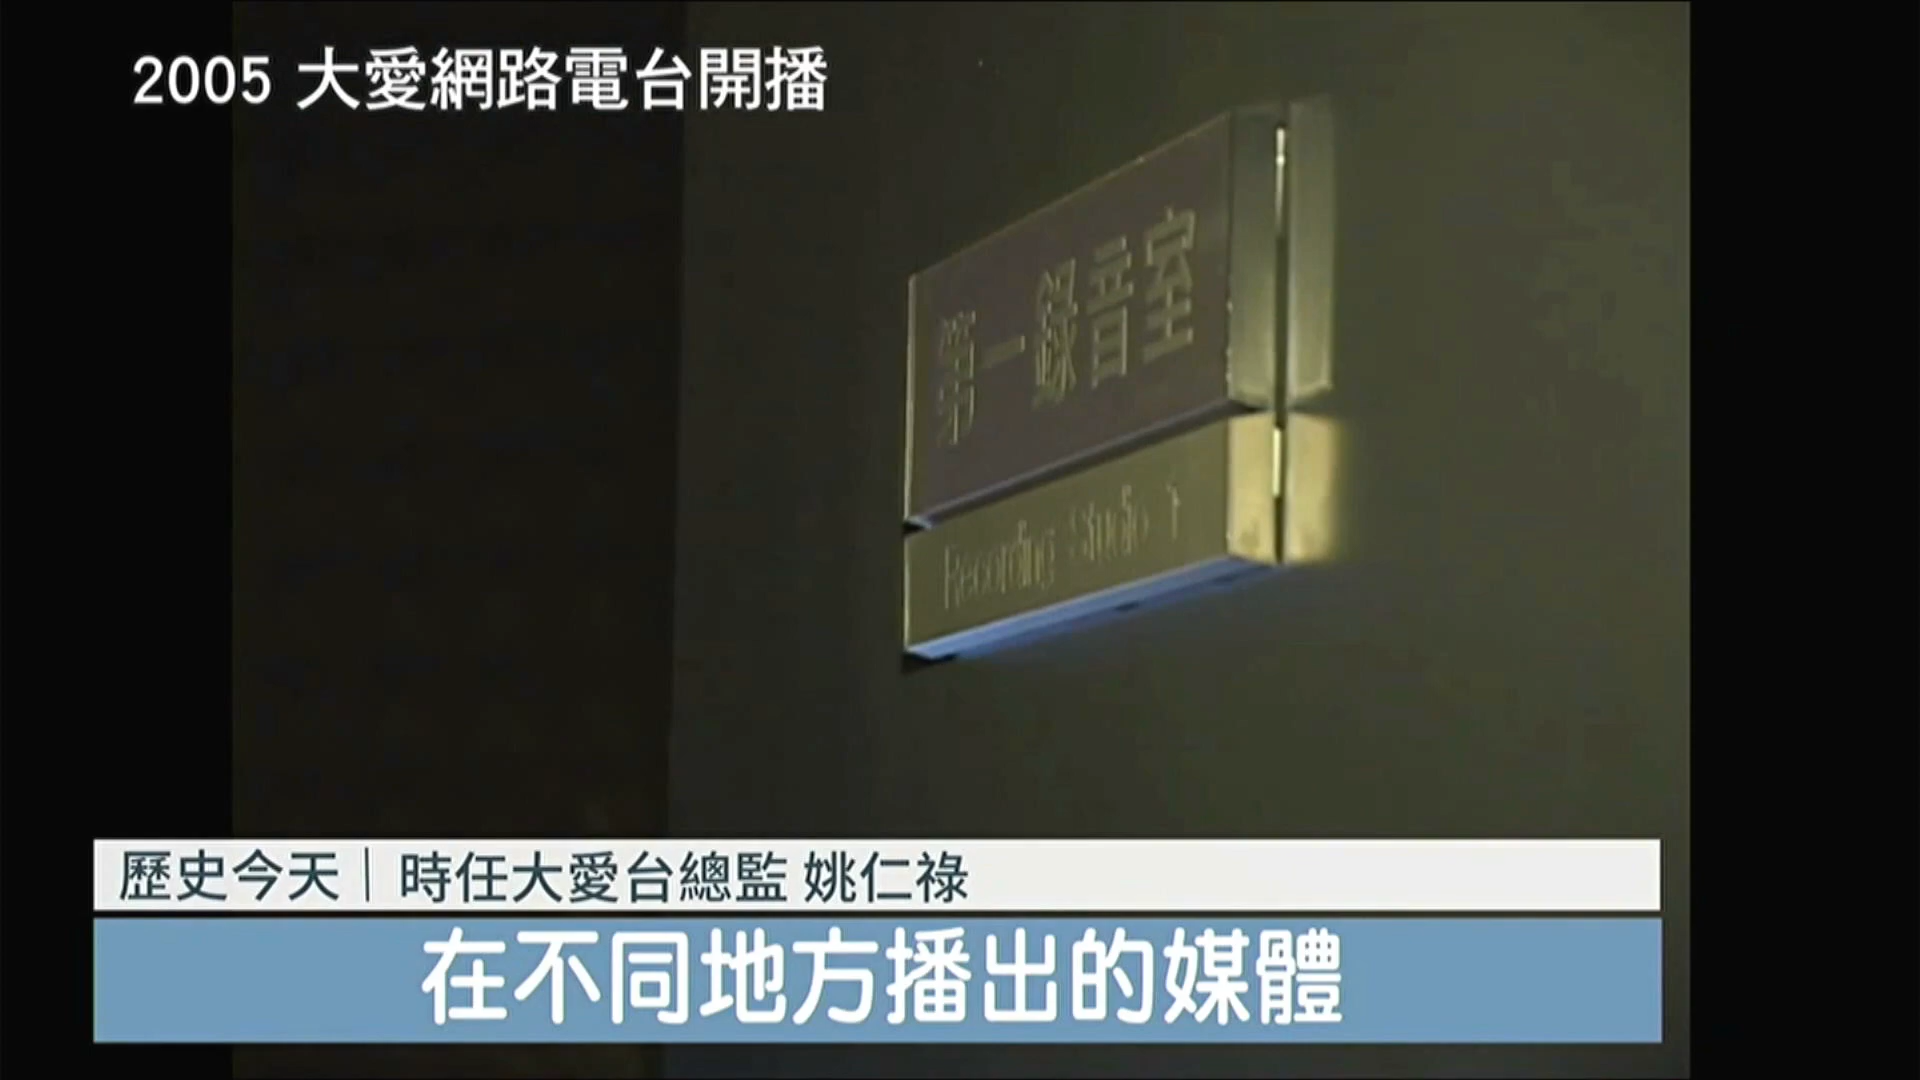 2005 大愛網路電台開播
第一錄音室
Recording Studio 1
歷史今天｜時任大愛台總監 姚仁祿
在不同地方播出的媒體